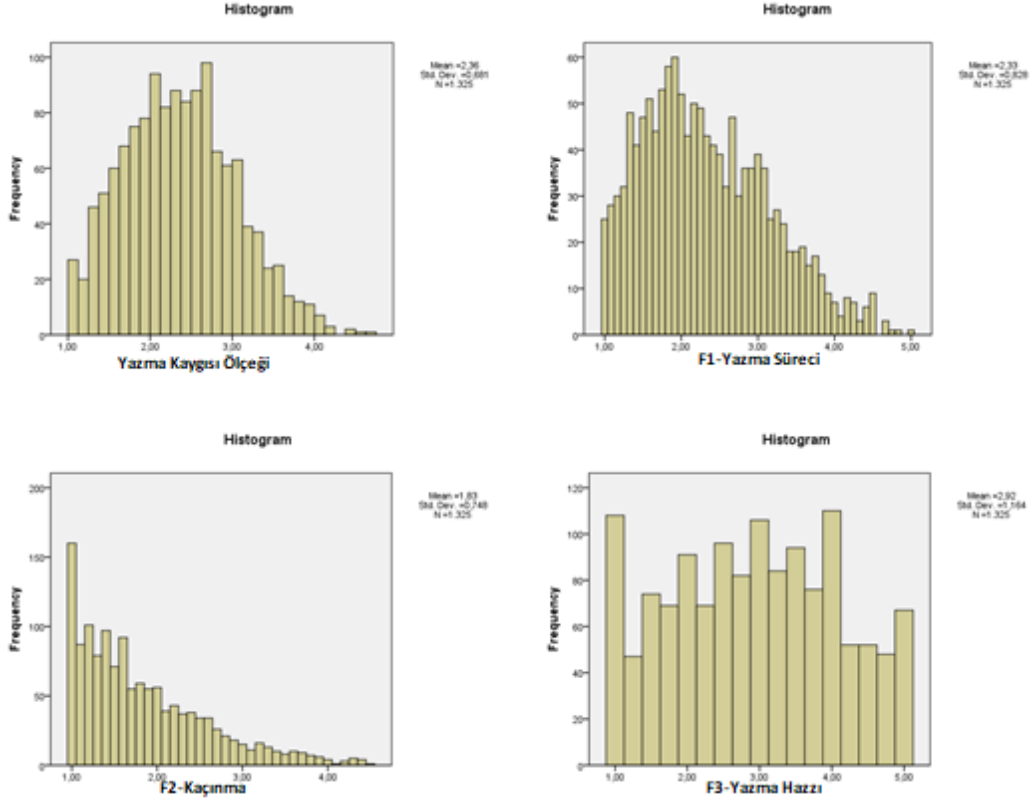 Histogram
Mean =2,36
Std. Dev. =0,681
N =1.325
Frequency
100
80
60
40
20
0
1,00 2,00 3,00 4,00
Yazma Kaygısı Ölçeği
Histogram
Mean =2,33
Std. Dev. =0,828
N =1.325
Frequency
60
50
40
30
20
10
0
1,00 2,00 3,00 4,00 5,00
F1-Yazma Süreci
Histogram
Mean =1,83
Std. Dev. =0,748
N =1.325
Frequency
200
150
100
50
0
1,00 2,00 3,00 4,00
F2-Kaçınma
Histogram
Mean =2,92
Std. Dev. =1,164
N =1.325
Frequency
120
100
80
60
40
20
0
1,00 2,00 3,00 4,00 5,00
F3-Yazma Hazzı